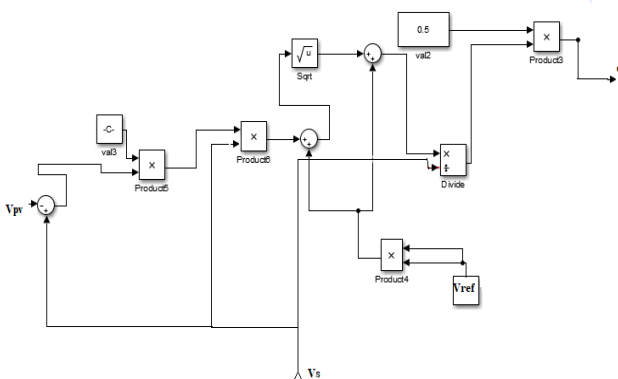 0.5
val2
×
Product3
√u
Sqrt
+
+
-C-
val3
×
Product5
×
Product6
+
+
×
÷
Divide
Vpv
-
+
×
Product4
Vref
Vs